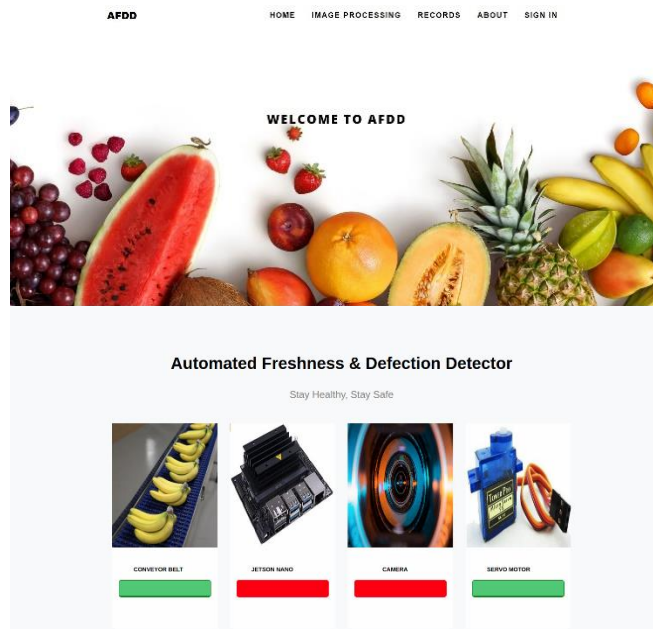 AFDD
HOME IMAGE PROCESSING RECORDS ABOUT SIGN IN
WELCOME TO AFDD
Automated Freshness & Defection Detector
Stay Healthy, Stay Safe
CONVEYOR BELT
JETSON NANO
CAMERA
SERVO MOTOR